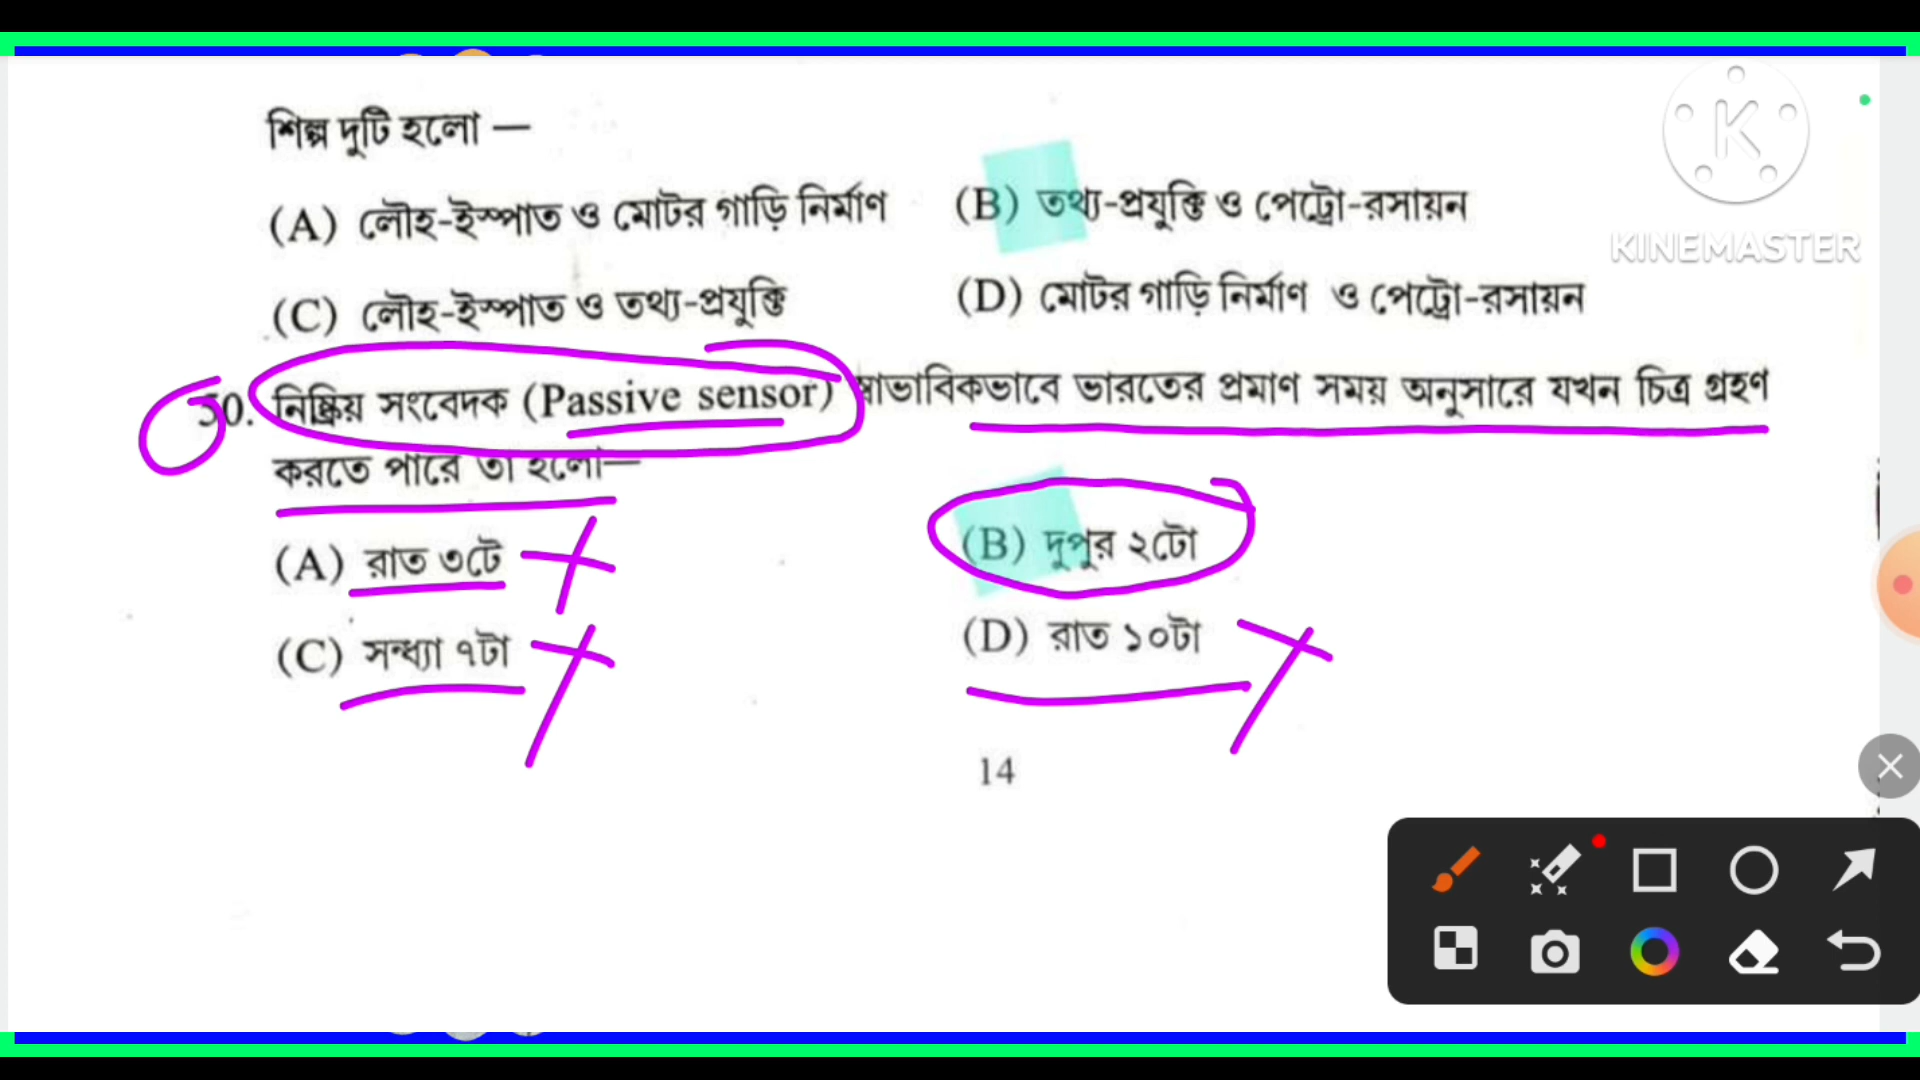 শিল্প দুটি হলো —
(A) লৌহ-ইস্পাত ও মোটর গাড়ি নির্মাণ (B) তথ্য-প্রযুক্তি ও পেট্রো-রসায়ন
KINEMASTER
(C) লৌহ-ইস্পাত ও তথ্য-প্রযুক্তি (D) মোটর গাড়ি নির্মাণ ও পেট্রো-রসায়ন
50. নিষ্ক্রিয় সংবেদক (Passive sensor) স্বাভাবিকভাবে ভারতের প্রমাণ সময় অনুসারে যখন চিত্র গ্রহণ
করতে পারে তা হলো—
(A) রাত ৩টে (B) দুপুর ২টো
(C) সন্ধ্যা ৭টা (D) রাত ১০টা
14